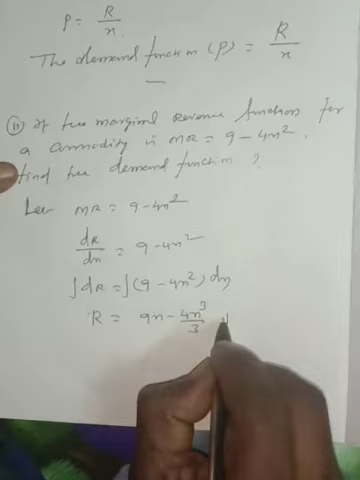 P = R/x.
The demand function (P) = R/x
(ii) If the marginal revenue function for
a commodity is MR = 9 - 4x².
find the demand function?
Let MR = 9 - 4x²
dR/dx = 9 - 4x²
∫dR = ∫(9 - 4x²) dx
R = 9x - 4x³/3